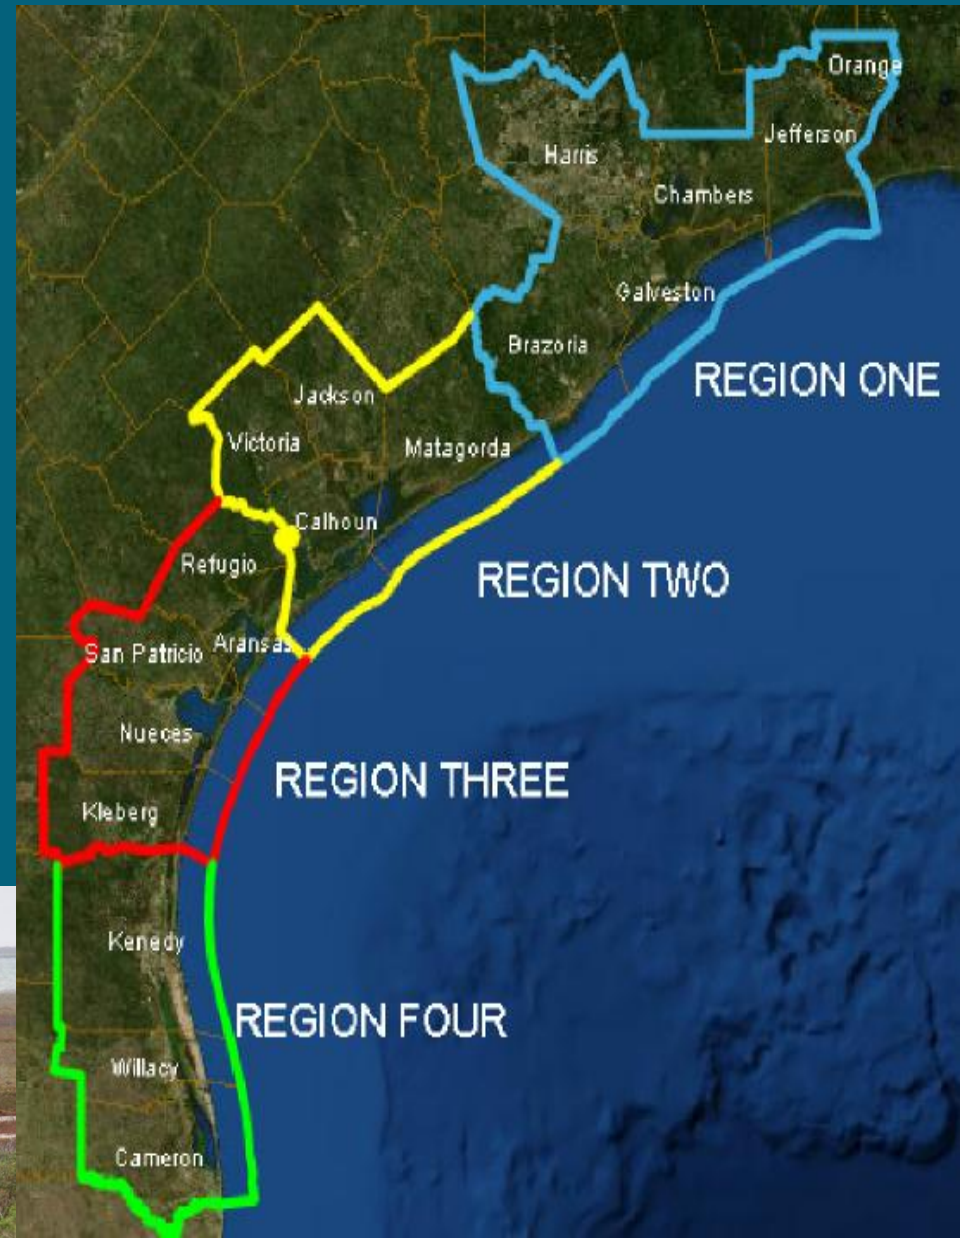 Orange
Jefferson
Harris
Chambers
Galveston
Brazoria
REGION ONE
Jackson
Victoria
Matagorda
Calhoun
Refugio
REGION TWO
Aransas
San Patricio
Nueces
REGION THREE
Kleberg
Kenedy
REGION FOUR
Willacy
Cameron